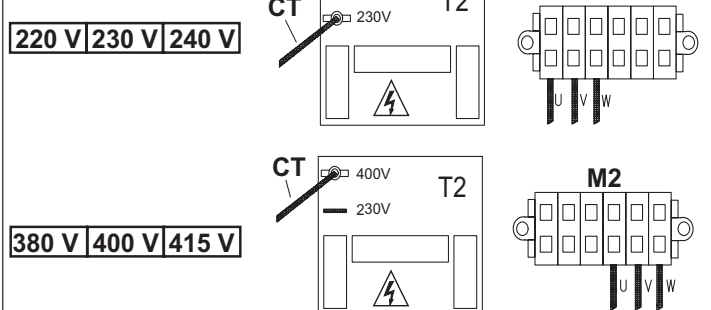 CT
T2
230V
220 V 230 V 240 V
U V W
CT
400V
T2
M2
230V
380 V 400 V 415 V
U V W